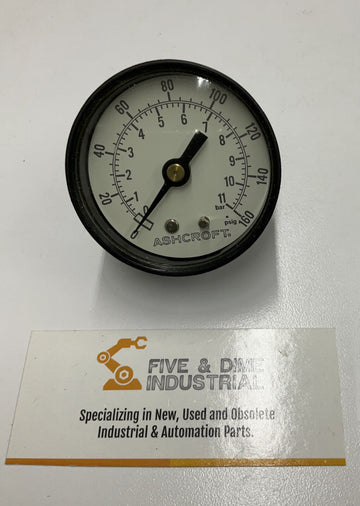 0 20 40 60 80 100 120 140 160
0 1 2 3 4 5 6 7 8 9 10 11
bar
psig
ASHCROFT®
FIVE & DIME
INDUSTRIAL
Specializing in New, Used and Obsolete
Industrial & Automation Parts.